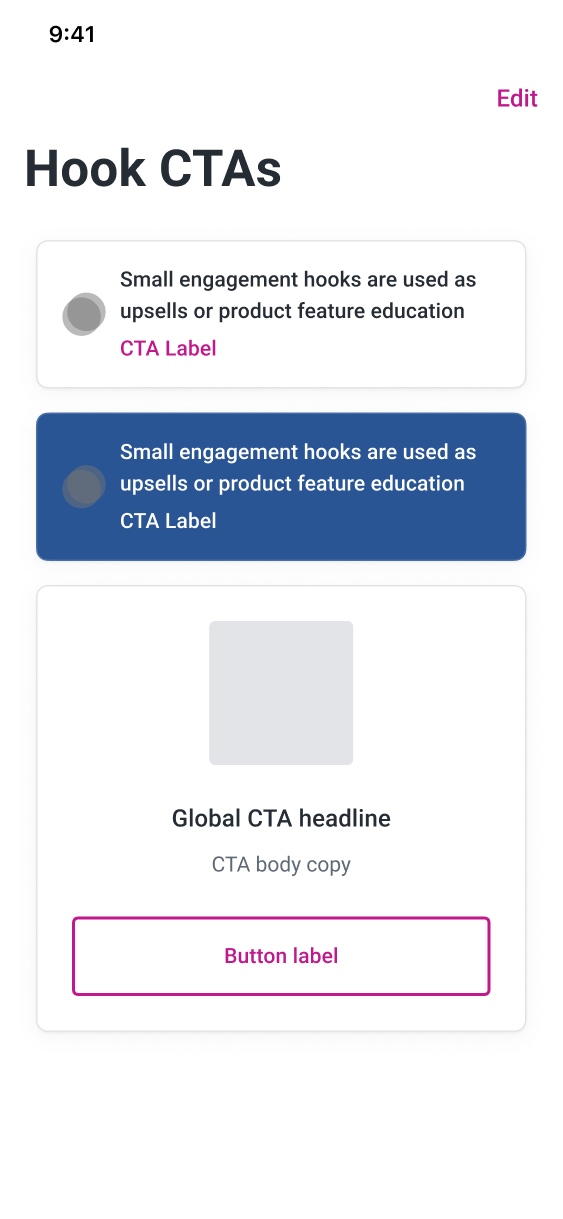 9:41
Edit
Hook CTAs
Small engagement hooks are used as
upsells or product feature education
CTA Label
Small engagement hooks are used as
upsells or product feature education
CTA Label
Global CTA headline
CTA body copy
Button label